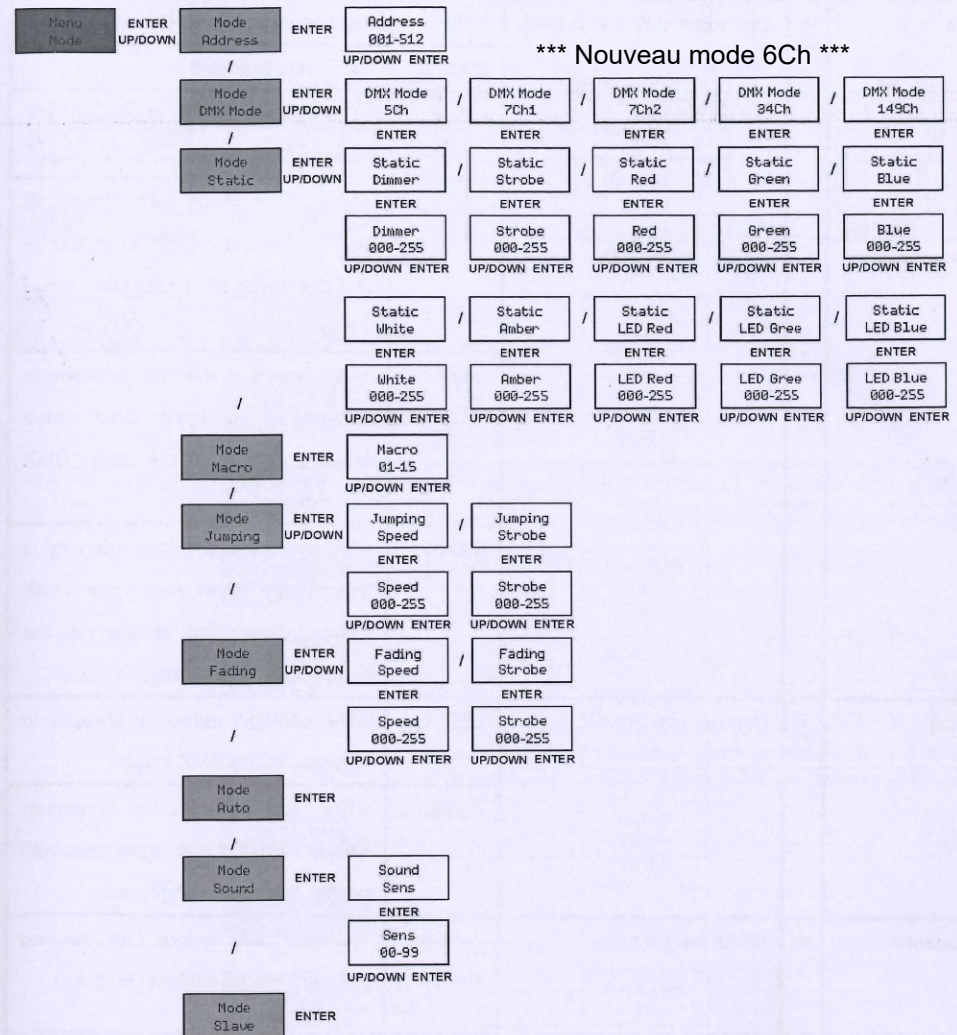 Menu ENTER Mode ENTER Address
Mode UP/DOWN Address 001-512
UP/DOWN ENTER
*** Nouveau mode 6Ch ***
/
Mode ENTER DMX Mode / DMX Mode / DMX Mode / DMX Mode / DMX Mode
DMX Mode UP/DOWN 5Ch 7Ch1 7Ch2 34Ch 149Ch
ENTER ENTER ENTER ENTER ENTER
/
Mode ENTER Static / Static / Static / Static / Static
Static UP/DOWN Dimmer Strobe Red Green Blue
ENTER ENTER ENTER ENTER ENTER
Dimmer Strobe Red Green Blue
000-255 000-255 000-255 000-255 000-255
UP/DOWN ENTER UP/DOWN ENTER UP/DOWN ENTER UP/DOWN ENTER UP/DOWN ENTER
Static / Static / Static / Static / Static
White Amber LED Red LED Gree LED Blue
ENTER ENTER ENTER ENTER ENTER
White Amber LED Red LED Gree LED Blue
/ 000-255 000-255 000-255 000-255 000-255
UP/DOWN ENTER UP/DOWN ENTER UP/DOWN ENTER UP/DOWN ENTER UP/DOWN ENTER
Mode ENTER Macro
Macro 01-15
UP/DOWN ENTER
/
Mode ENTER Jumping / Jumping
Jumping UP/DOWN Speed Strobe
ENTER ENTER
/ Speed Strobe
000-255 000-255
UP/DOWN ENTER UP/DOWN ENTER
Mode ENTER Fading / Fading
Fading UP/DOWN Speed Strobe
ENTER ENTER
/ Speed Strobe
000-255 000-255
UP/DOWN ENTER UP/DOWN ENTER
Mode ENTER
Auto
/
Mode ENTER Sound
Sound Sens
ENTER
/ Sens
00-99
UP/DOWN ENTER
Mode ENTER
Slave